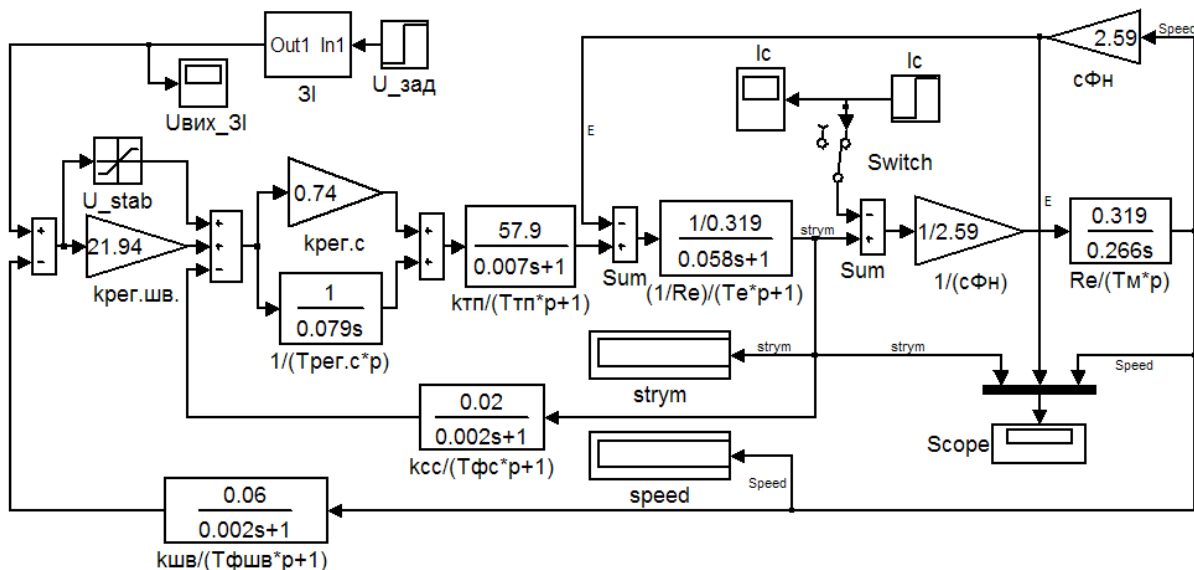 Out1 In1
ЗІ
U_зад
Uвих_ЗІ
2.59
Speed
сФн
Ic
Ic
E
Switch
U_stab
21.94
kрег.шв.
0.74
kрег.с
1
0.079s
1/(Tрег.с*p)
57.9
0.007s+1
kтп/(Tтп*p+1)
Sum
1/0.319
0.058s+1
(1/Re)/(Te*p+1)
strym
Sum
1/2.59
1/(сФн)
E
0.319
0.266s
Re/(Tм*p)
strym
strym
strym
Speed
Scope
0.02
0.002s+1
kсс/(Tфс*p+1)
speed
Speed
0.06
0.002s+1
kшв/(Tфшв*p+1)